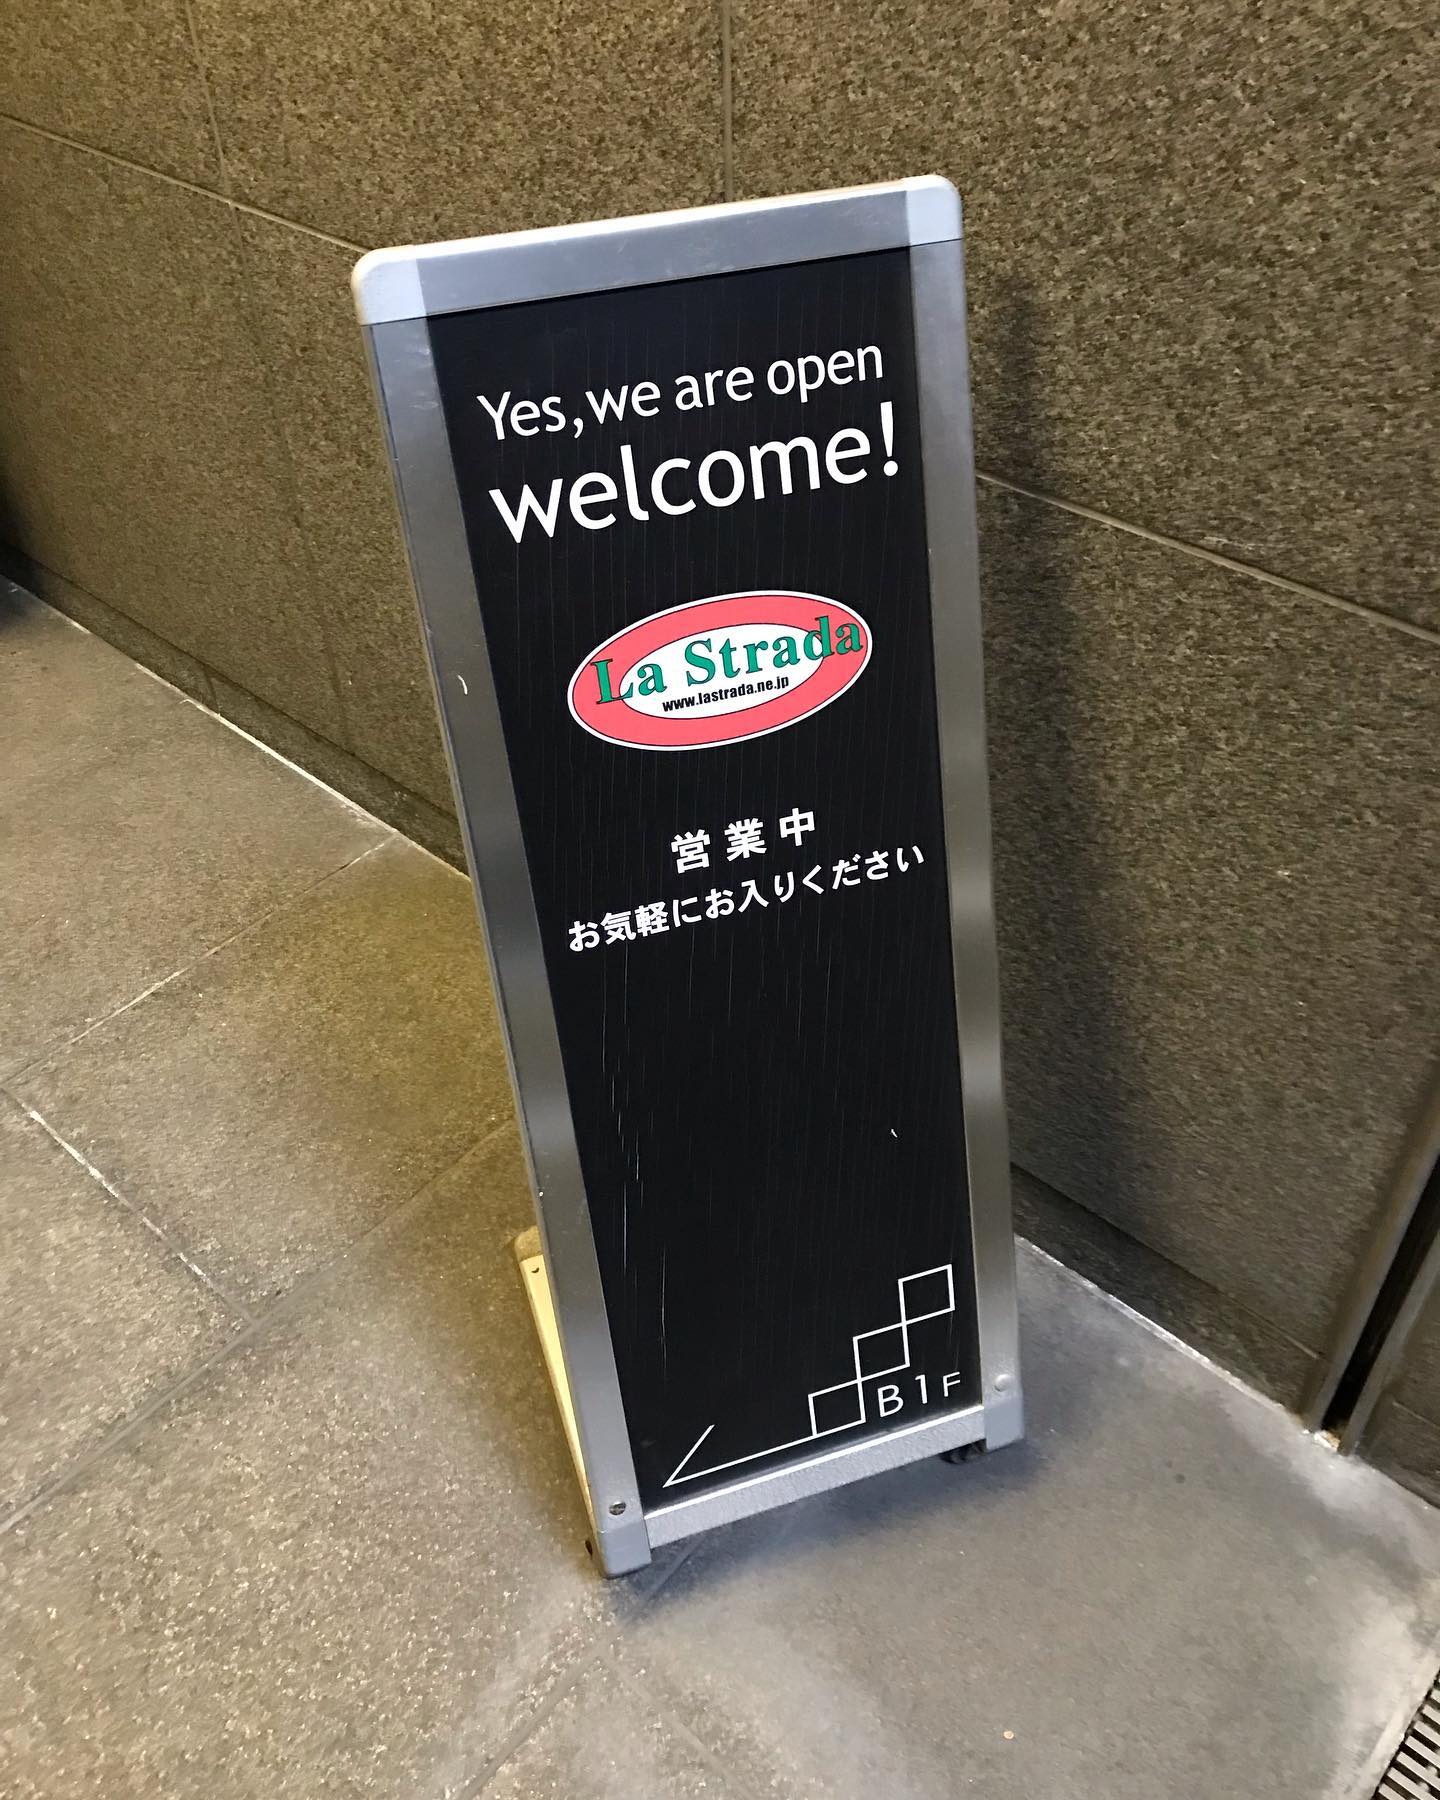 Yes, we are open
welcome!
La Strada
www.lastrada.ne.jp
営業中
お気軽にお入りください
B1F